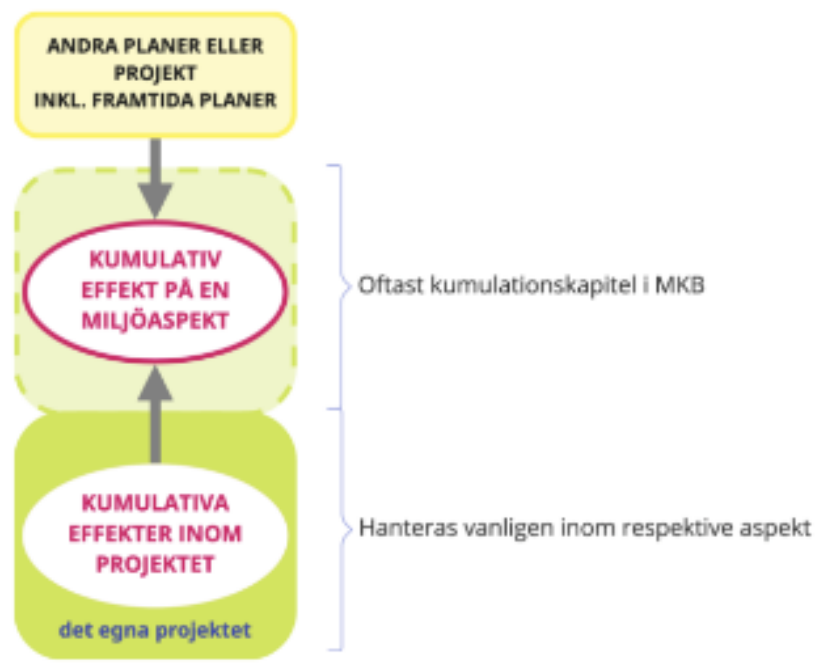 ANDRA PLANER ELLER
PROJEKT
INKL. FRAMTIDA PLANER
KUMULATIV
EFFEKT PÅ EN
MILJÖASPEKT
Oftast kumulationskapitel i MKB
KUMULATIVA
EFFEKTER INOM
PROJEKTET
Hanteras vanligen inom respektive aspekt
det egna projektet